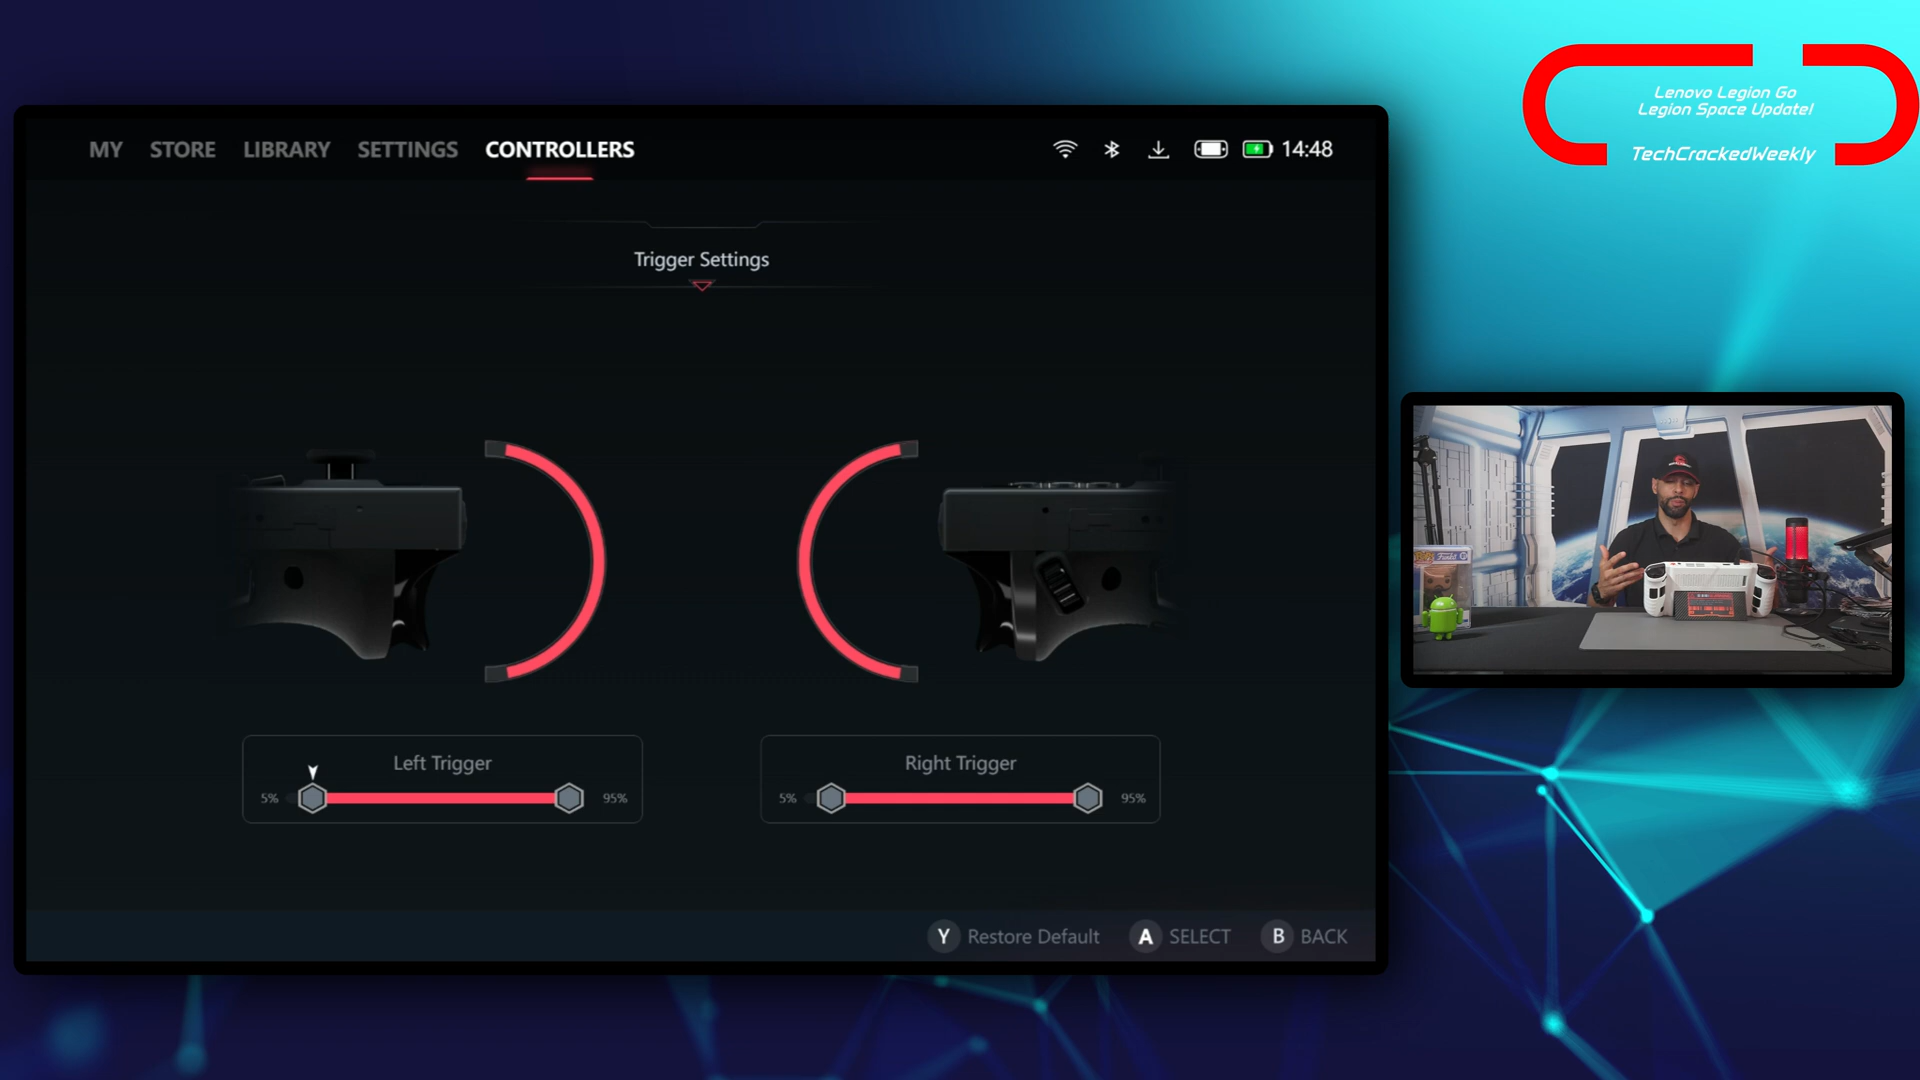 MY STORE LIBRARY SETTINGS CONTROLLERS 14:48
Trigger Settings
Left Trigger
5% 95%
Right Trigger
5% 95%
Y Restore Default A SELECT B BACK
Lenovo Legion Go
Legion Space Update!
TechCrackedWeekly